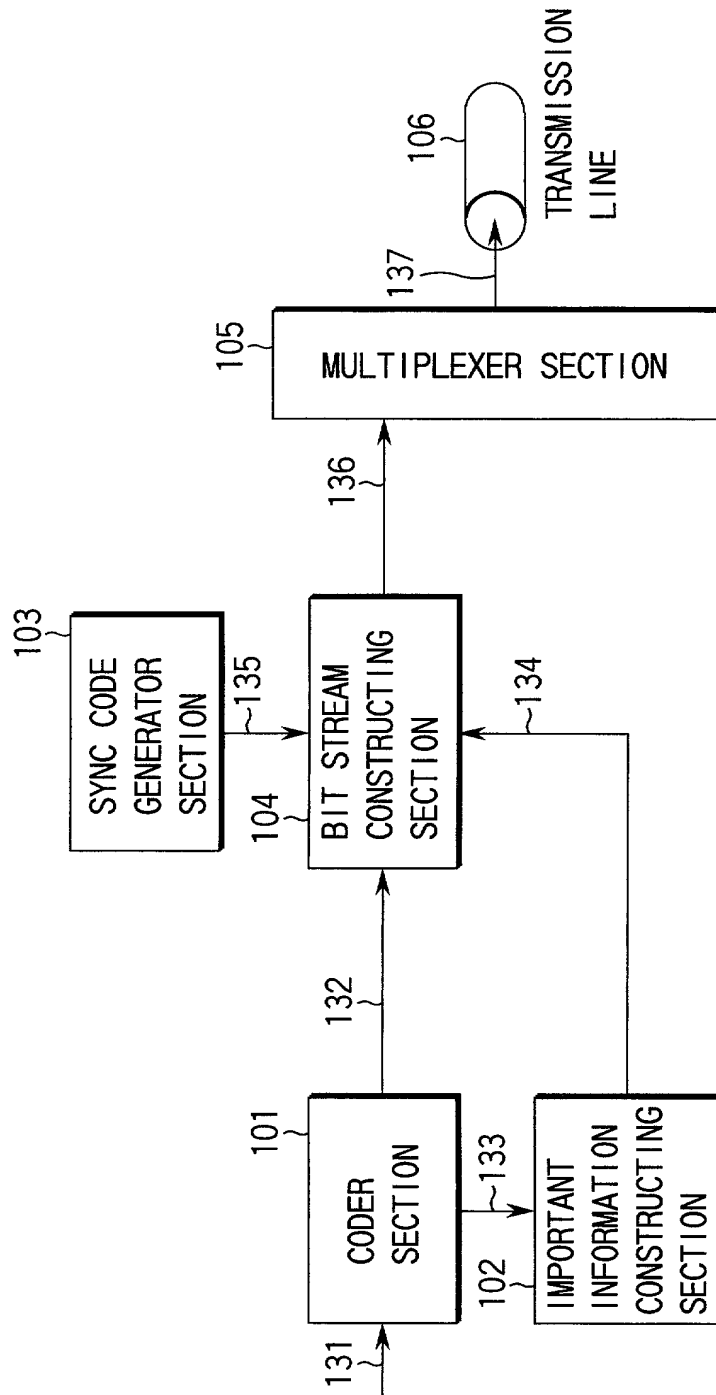 131
101
CODER
SECTION
132
133
102
IMPORTANT
INFORMATION
CONSTRUCTING
SECTION
134
103
SYNC CODE
GENERATOR
SECTION
135
104
BIT STREAM
CONSTRUCTING
SECTION
136
105
MULTIPLEXER SECTION
137
106
TRANSMISSION
LINE